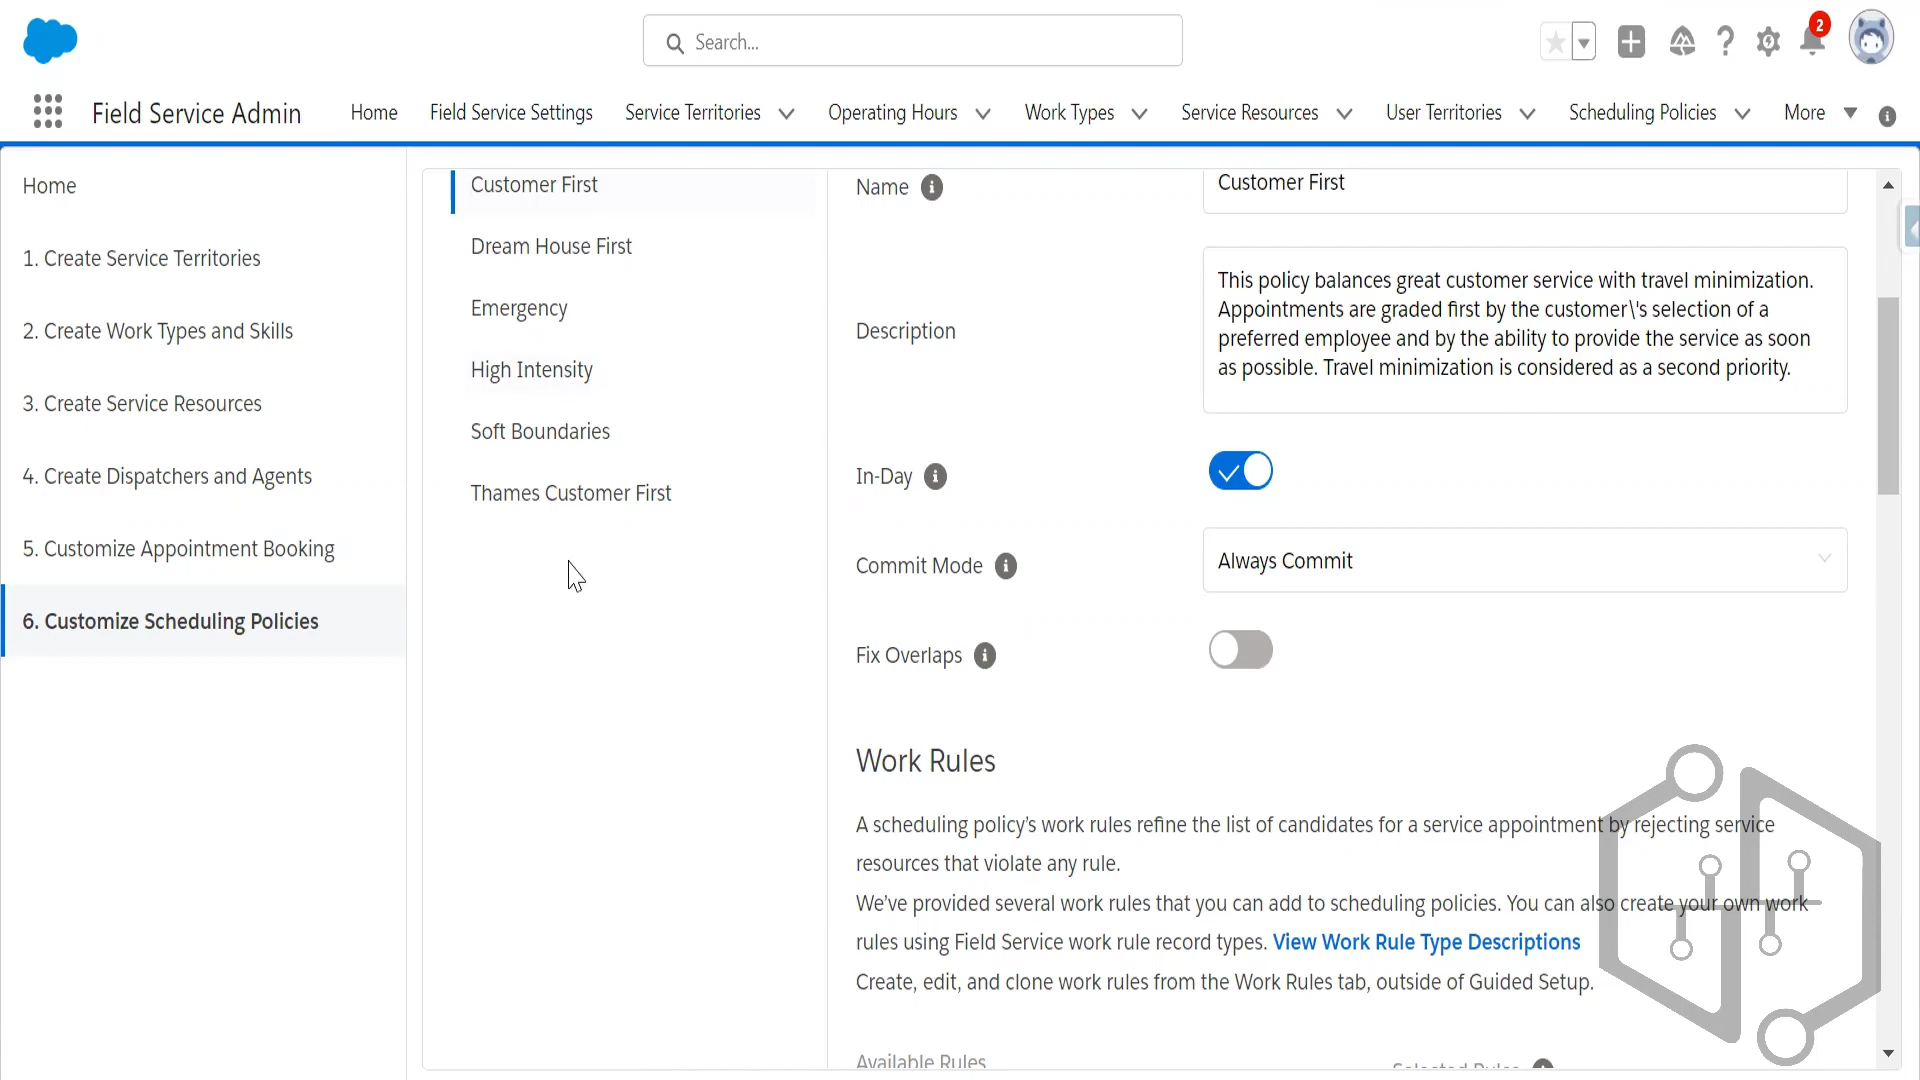 Search...
2
Field Service Admin
Home
Field Service Settings
Service Territories
Operating Hours
Work Types
Service Resources
User Territories
Scheduling Policies
More
Home
1. Create Service Territories
2. Create Work Types and Skills
3. Create Service Resources
4. Create Dispatchers and Agents
5. Customize Appointment Booking
6. Customize Scheduling Policies
Customer First
Dream House First
Emergency
High Intensity
Soft Boundaries
Thames Customer First
Name
Customer First
Description
This policy balances great customer service with travel minimization.
Appointments are graded first by the customer\'s selection of a
preferred employee and by the ability to provide the service as soon
as possible. Travel minimization is considered as a second priority.
In-Day
Commit Mode
Always Commit
Fix Overlaps
Work Rules
A scheduling policy's work rules refine the list of candidates for a service appointment by rejecting service
resources that violate any rule.
We've provided several work rules that you can add to scheduling policies. You can also create your own work
rules using Field Service work rule record types. View Work Rule Type Descriptions
Create, edit, and clone work rules from the Work Rules tab, outside of Guided Setup.
Available Rules
Selected Rules